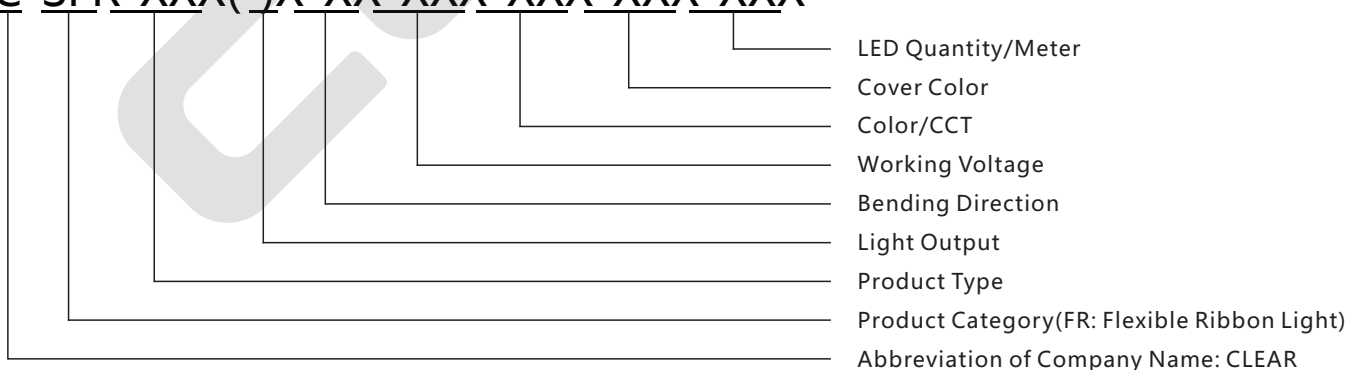 LED Quantity/Meter
Cover Color
Color/CCT
Working Voltage
Bending Direction
Light Output
Product Type
Product Category(FR: Flexible Ribbon Light)
Abbreviation of Company Name: CLEAR